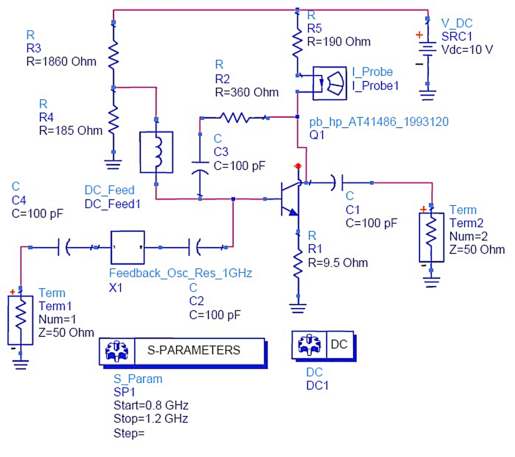 R
R3
R=1860 Ohm
R
R4
R=185 Ohm
R
R5
R=190 Ohm
I_Probe
I_Probe1
V_DC
SRC1
Vdc=10 V
R
R2
R=360 Ohm
pb_hp_AT41486_1993120
Q1
C
C3
C=100 pF
DC_Feed
DC_Feed1
C
C4
C=100 pF
C
C1
C=100 pF
Term
Term2
Num=2
Z=50 Ohm
R
R1
R=9.5 Ohm
Feedback_Osc_Res_1GHz
X1
C
C2
C=100 pF
Term
Term1
Num=1
Z=50 Ohm
S-PARAMETERS
S_Param
SP1
Start=0.8 GHz
Stop=1.2 GHz
Step=
DC
DC
DC1